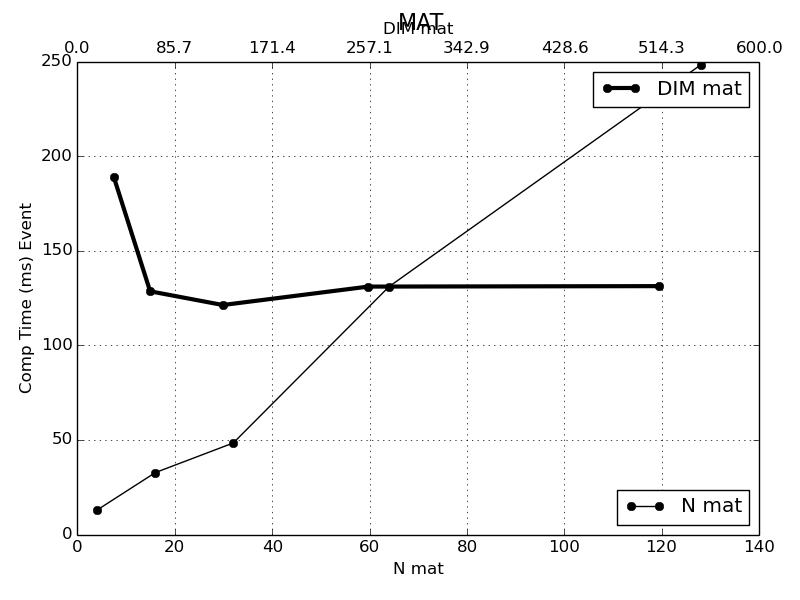 MAT
DIM mat
0.0 85.7 171.4 257.1 342.9 428.6 514.3 600.0
250
200
150
100
50
0
Comp Time (ms) Event
DIM mat
N mat
0 20 40 60 80 100 120 140
N mat